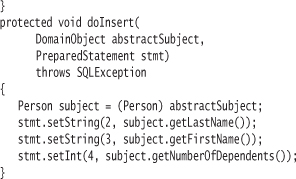 }
protected void doInsert(
DomainObject abstractSubject,
PreparedStatement stmt)
throws SQLException
{
Person subject = (Person) abstractSubject;
stmt.setString(2, subject.getLastName());
stmt.setString(3, subject.getFirstName());
stmt.setInt(4, subject.getNumberOfDependents());
}